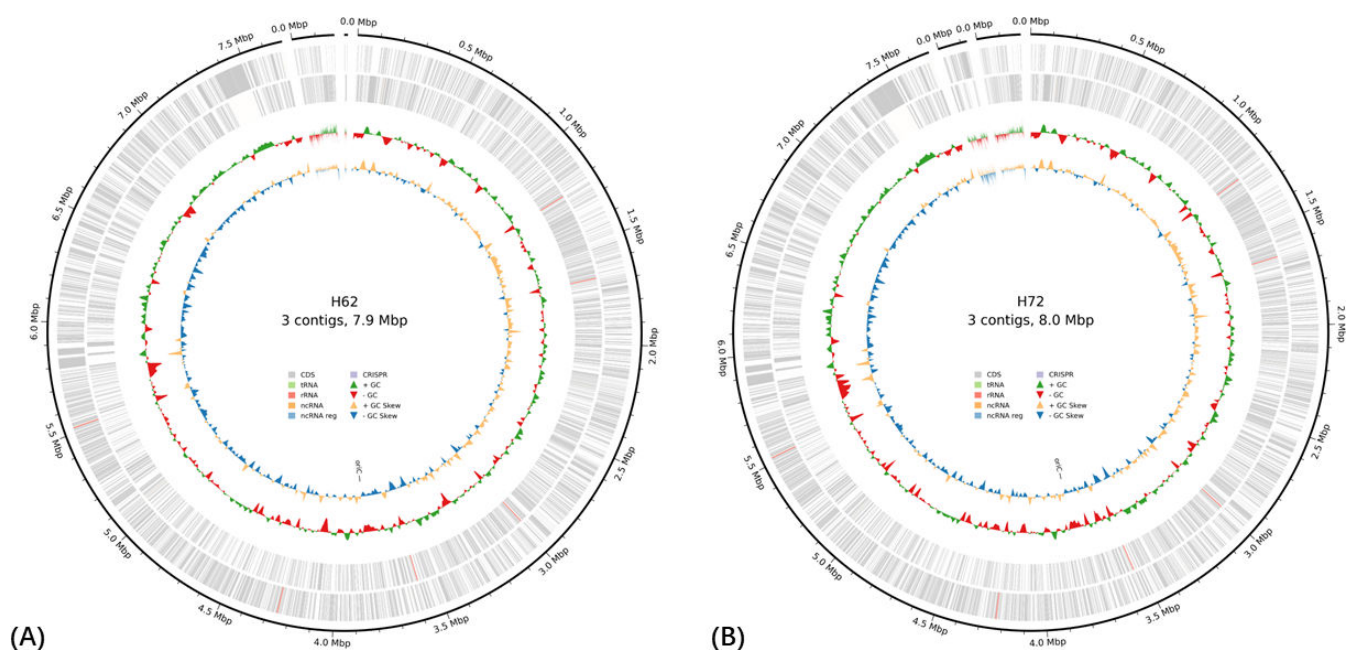 0.0 Mbp
0.0 Mbp
0.5 Mbp
1.0 Mbp
1.5 Mbp
2.0 Mbp
2.5 Mbp
3.0 Mbp
3.5 Mbp
4.0 Mbp
4.5 Mbp
5.0 Mbp
5.5 Mbp
6.0 Mbp
6.5 Mbp
7.0 Mbp
7.5 Mbp
H62
3 contigs, 7.9 Mbp
CDS
tRNA
rRNA
ncRNA
ncRNA reg
CRISPR
+ GC
- GC
+ GC Skew
- GC Skew
oriC
(A)
0.0 Mbp
0.0 Mbp
0.0 Mbp
0.5 Mbp
1.0 Mbp
1.5 Mbp
2.0 Mbp
2.5 Mbp
3.0 Mbp
3.5 Mbp
4.0 Mbp
4.5 Mbp
5.0 Mbp
5.5 Mbp
6.0 Mbp
6.5 Mbp
7.0 Mbp
7.5 Mbp
H72
3 contigs, 8.0 Mbp
CDS
tRNA
rRNA
ncRNA
ncRNA reg
CRISPR
+ GC
- GC
+ GC Skew
- GC Skew
oriC
(B)